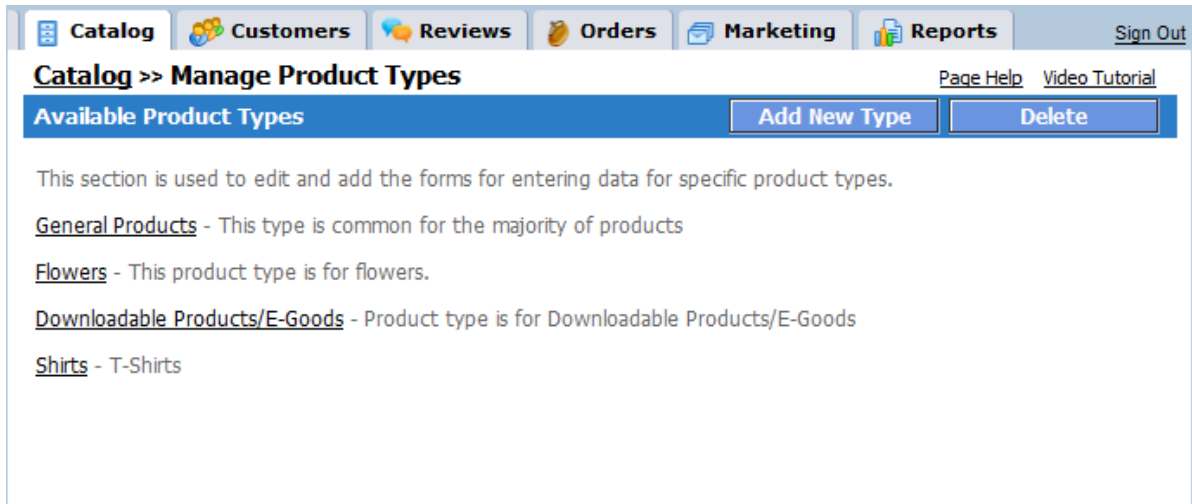 Catalog Customers Reviews Orders Marketing Reports Sign Out
Catalog >> Manage Product Types Page Help Video Tutorial
Available Product Types Add New Type Delete
This section is used to edit and add the forms for entering data for specific product types.
General Products - This type is common for the majority of products
Flowers - This product type is for flowers.
Downloadable Products/E-Goods - Product type is for Downloadable Products/E-Goods
Shirts - T-Shirts